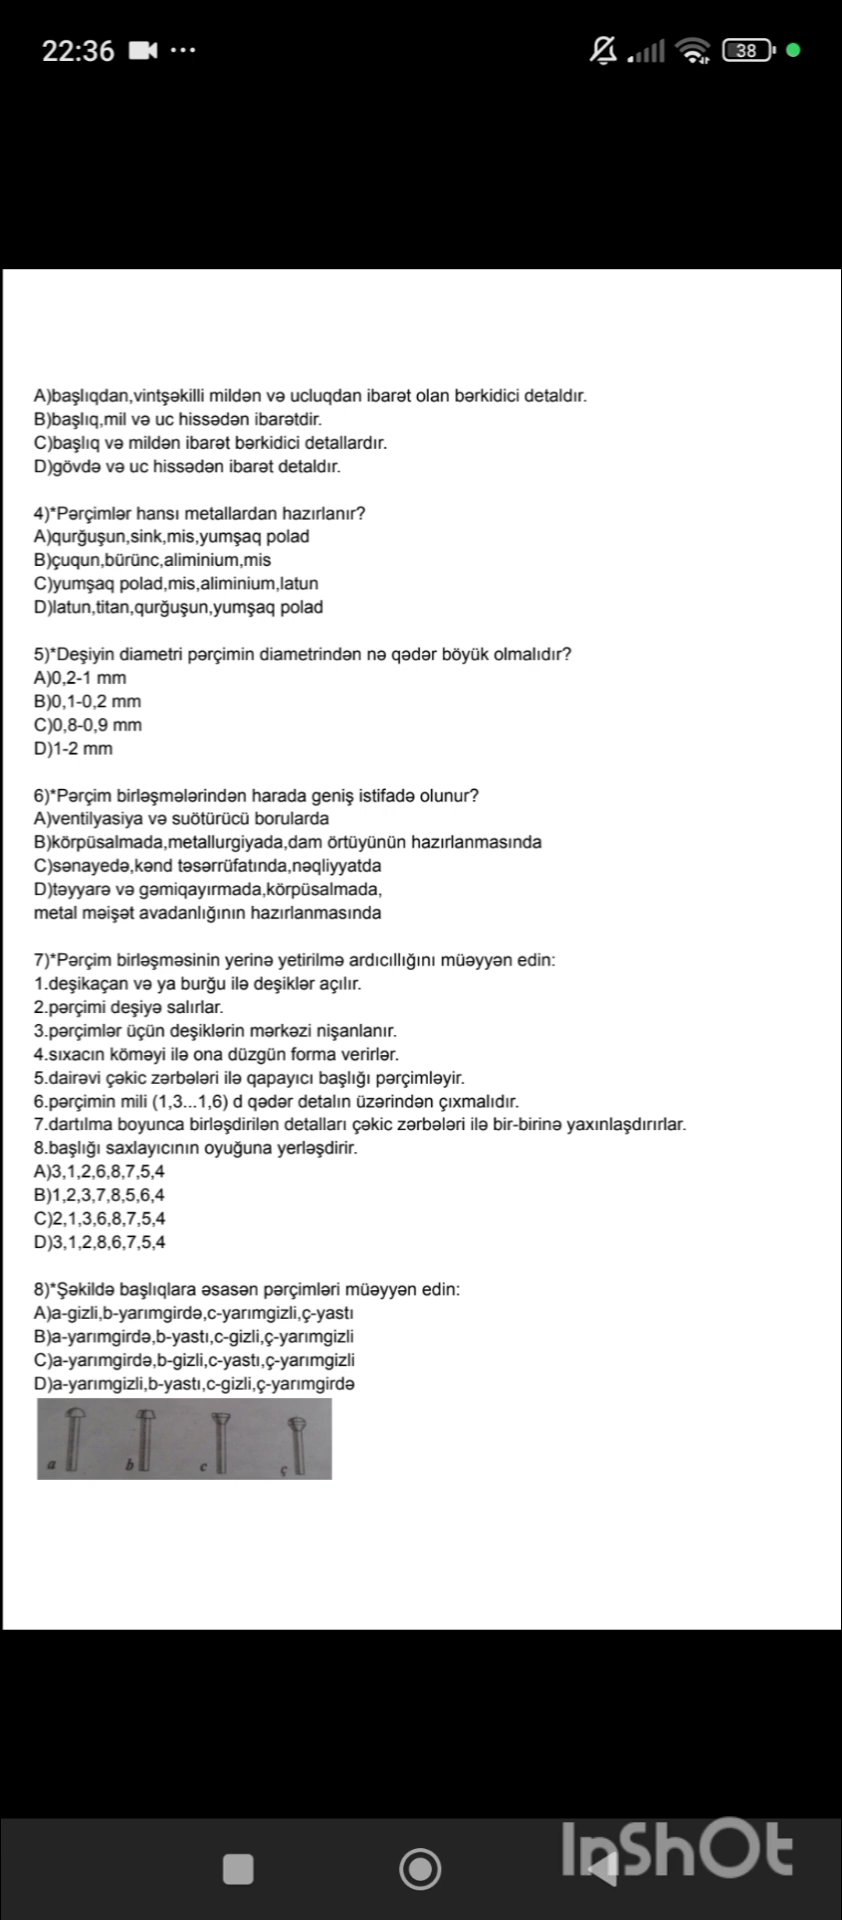 22:36
38
A)başlıqdan,vintşəkilli mildən və ucluqdan ibarət olan bərkidici detaldır.
B)başlıq,mil və uc hissədən ibarətdir.
C)başlıq və mildən ibarət bərkidici detallardır.
D)gövdə və uc hissədən ibarət detaldır.
4)*Pərçimlər hansı metallardan hazırlanır?
A)qurğuşun,sink,mis,yumşaq polad
B)çuqun,bürünc,aliminium,mis
C)yumşaq polad,mis,aliminium,latun
D)latun,titan,qurğuşun,yumşaq polad
5)*Deşiyin diametri pərçimin diametrindən nə qədər böyük olmalıdır?
A)0,2-1 mm
B)0,1-0,2 mm
C)0,8-0,9 mm
D)1-2 mm
6)*Pərçim birləşmələrindən harada geniş istifadə olunur?
A)ventilyasiya və suötürücü borularda
B)körpüsalmada,metallurgiyada,dam örtüyünün hazırlanmasında
C)sənayedə,kənd təsərrüfatında,nəqliyyatda
D)təyyarə və gəmiqayırmada,körpüsalmada,
metal məişət avadanlığının hazırlanmasında
7)*Pərçim birləşməsinin yerinə yetirilmə ardıcıllığını müəyyən edin:
1.deşikaçan və ya burğu ilə deşiklər açılır.
2.pərçimi deşiyə salırlar.
3.pərçimlər üçün deşiklərin mərkəzi nişanlanır.
4.sıxacın köməyi ilə ona düzgün forma verirlər.
5.dairəvi çəkic zərbələri ilə qapayıcı başlığı pərçimləyir.
6.pərçimin mili (1,3...1,6) d qədər detalın üzərindən çıxmalıdır.
7.dartılma boyunca birləşdirilən detalları çəkic zərbələri ilə bir-birinə yaxınlaşdırırlar.
8.başlığı saxlayıcının oyuğuna yerləşdirir.
A)3,1,2,6,8,7,5,4
B)1,2,3,7,8,5,6,4
C)2,1,3,6,8,7,5,4
D)3,1,2,8,6,7,5,4
8)*Şəkildə başlıqlara əsasən pərçimləri müəyyən edin:
A)a-gizli,b-yarımgirdə,c-yarımgizli,ç-yastı
B)a-yarımgirdə,b-yastı,c-gizli,ç-yarımgizli
C)a-yarımgirdə,b-gizli,c-yastı,ç-yarımgizli
D)a-yarımgizli,b-yastı,c-gizli,ç-yarımgirdə
a b c ç
InShOt